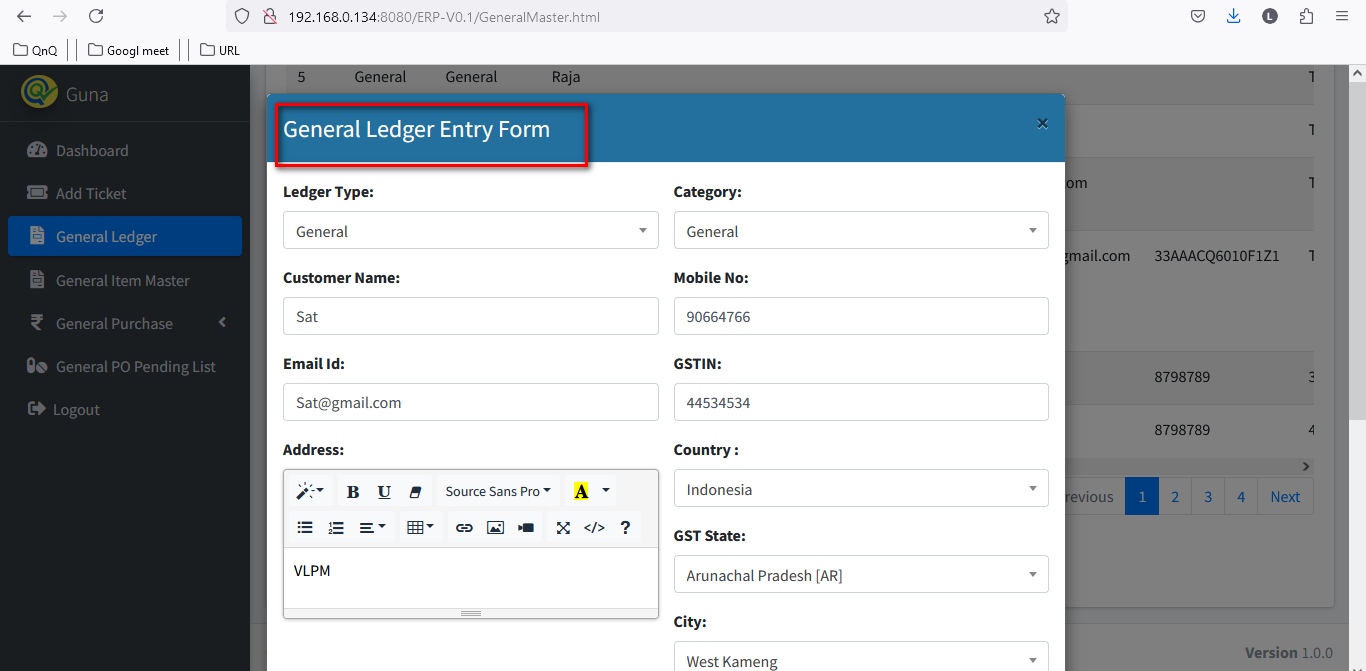 192.168.0.134:8080/ERP-V0.1/GeneralMaster.html
L
QnQ Googl meet URL
Guna
Dashboard
Add Ticket
General Ledger
General Item Master
General Purchase
General PO Pending List
Logout
5 General General Raja
General Ledger Entry Form ×
Ledger Type: Category:
General General
Customer Name: Mobile No:
Sat 90664766
Email Id: GSTIN:
Sat@gmail.com 44534534
Address: Country :
B U Source Sans Pro A Indonesia
</> ? GST State:
VLPM Arunachal Pradesh [AR]
City:
West Kameng
om
gmail.com 33AAACQ6010F1Z1
8798789
8798789 4
revious 1 2 3 4 Next
Version 1.0.0